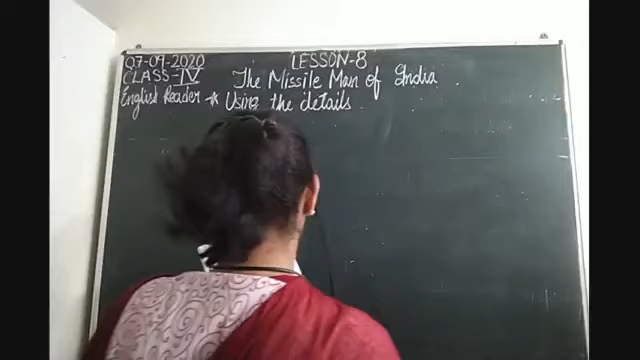 07-09-2020 LESSON-8
CLASS-IV The Missile Man of India
English Reader * Using the details